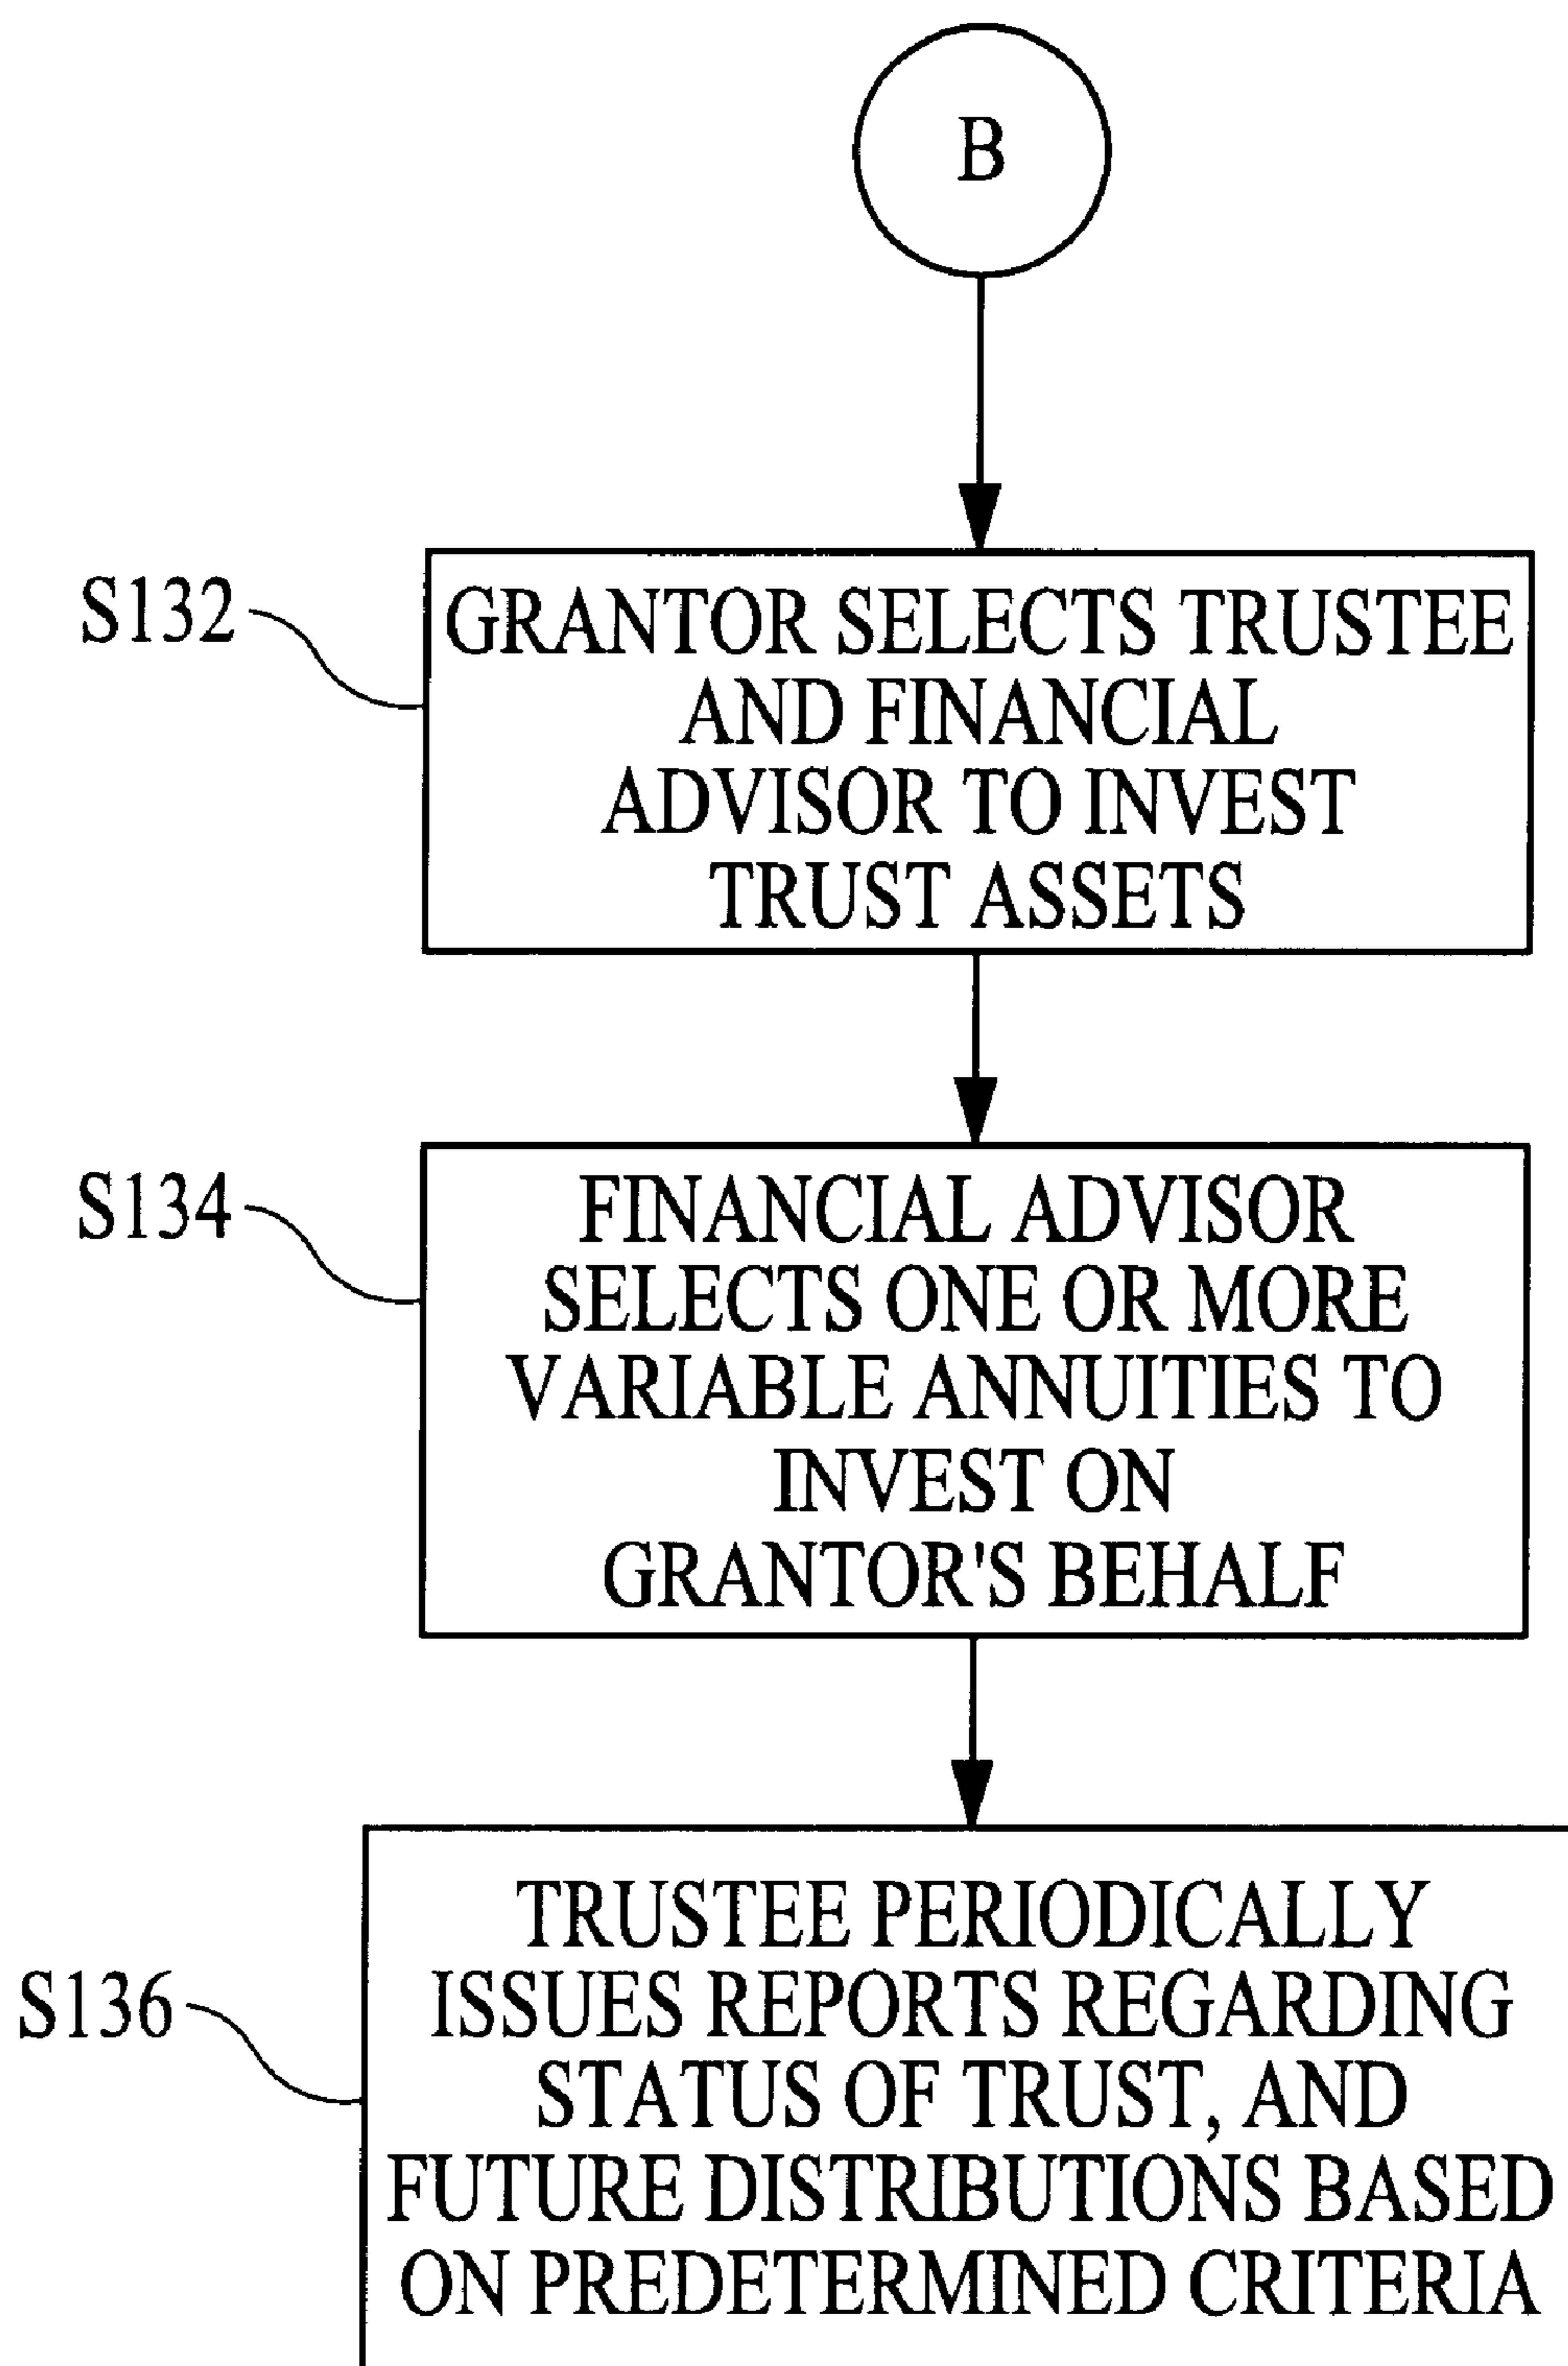 B
S132
GRANTOR SELECTS TRUSTEE
AND FINANCIAL
ADVISOR TO INVEST
TRUST ASSETS
S134
FINANCIAL ADVISOR
SELECTS ONE OR MORE
VARIABLE ANNUITIES TO
INVEST ON
GRANTOR'S BEHALF
S136
TRUSTEE PERIODICALLY
ISSUES REPORTS REGARDING
STATUS OF TRUST, AND
FUTURE DISTRIBUTIONS BASED
ON PREDETERMINED CRITERIA